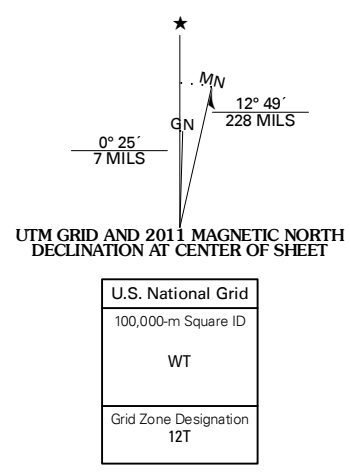 ★
MN
GN
12° 49´
228 MILS
0° 25´
7 MILS
UTM GRID AND 2011 MAGNETIC NORTH
DECLINATION AT CENTER OF SHEET
U.S. National Grid
100,000-m Square ID
WT
Grid Zone Designation
12T